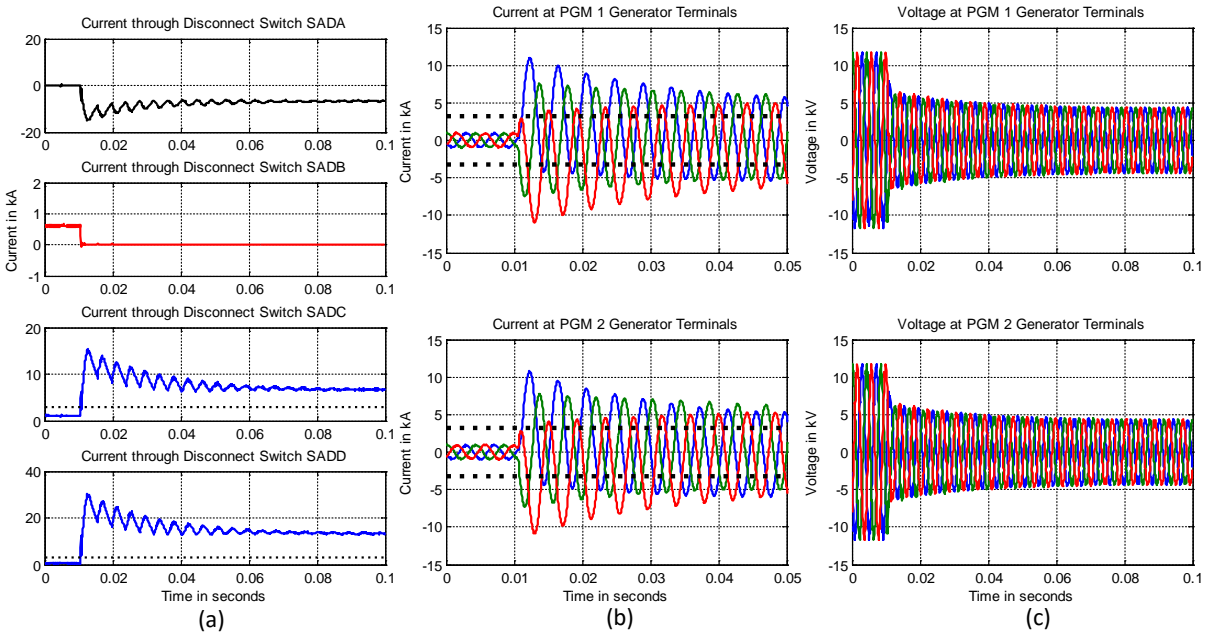 Current through Disconnect Switch SADA
20
0
-20
0 0.02 0.04 0.06 0.08 0.1
Current through Disconnect Switch SADB
2
1
0
-1
0 0.02 0.04 0.06 0.08 0.1
Current in kA
Current through Disconnect Switch SADC
20
10
0
0 0.02 0.04 0.06 0.08 0.1
Current through Disconnect Switch SADD
40
20
0
0 0.02 0.04 0.06 0.08 0.1
Time in seconds
(a)
Current at PGM 1 Generator Terminals
15
10
5
0
-5
-10
-15
Current in kA
0 0.01 0.02 0.03 0.04 0.05
Current at PGM 2 Generator Terminals
15
10
5
0
-5
-10
-15
Current in kA
0 0.01 0.02 0.03 0.04 0.05
Time in seconds
(b)
Voltage at PGM 1 Generator Terminals
15
10
5
0
-5
-10
-15
Voltage in kV
0 0.02 0.04 0.06 0.08 0.1
Voltage at PGM 2 Generator Terminals
15
10
5
0
-5
-10
-15
Voltage in kV
0 0.02 0.04 0.06 0.08 0.1
Time in seconds
(c)